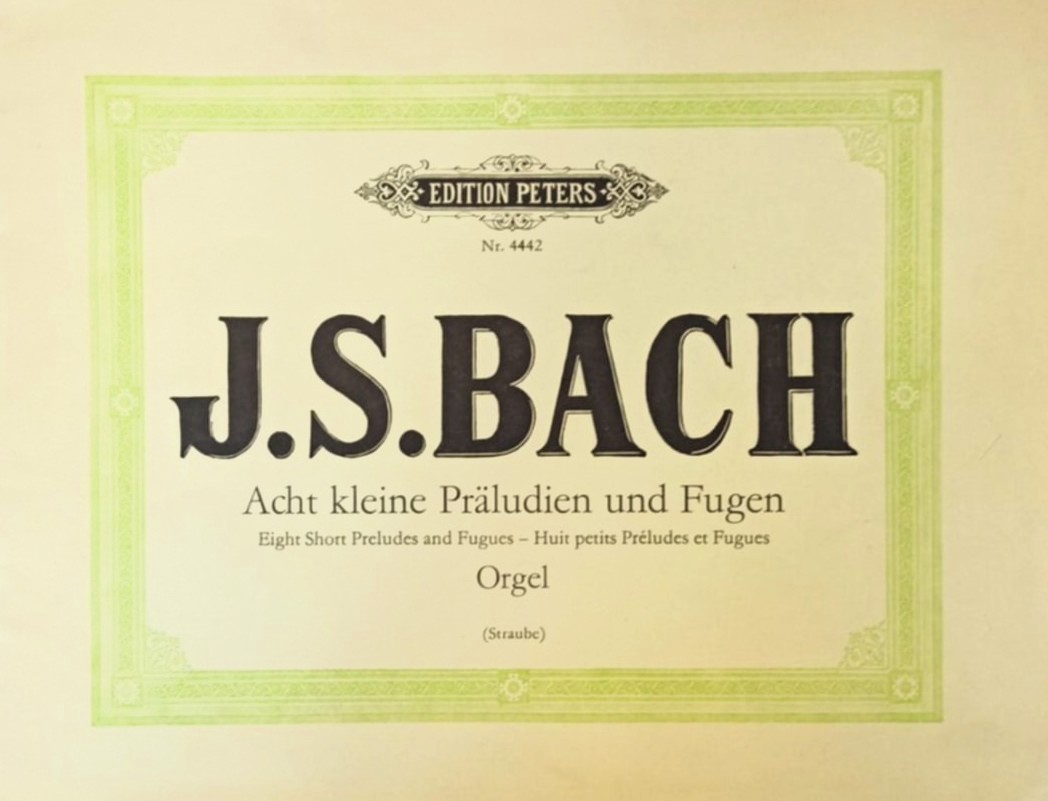 EDITION PETERS
Nr. 4442
J.S.BACH
Acht kleine Präludien und Fugen
Eight Short Preludes and Fugues – Huit petits Préludes et Fugues
Orgel
(Straube)